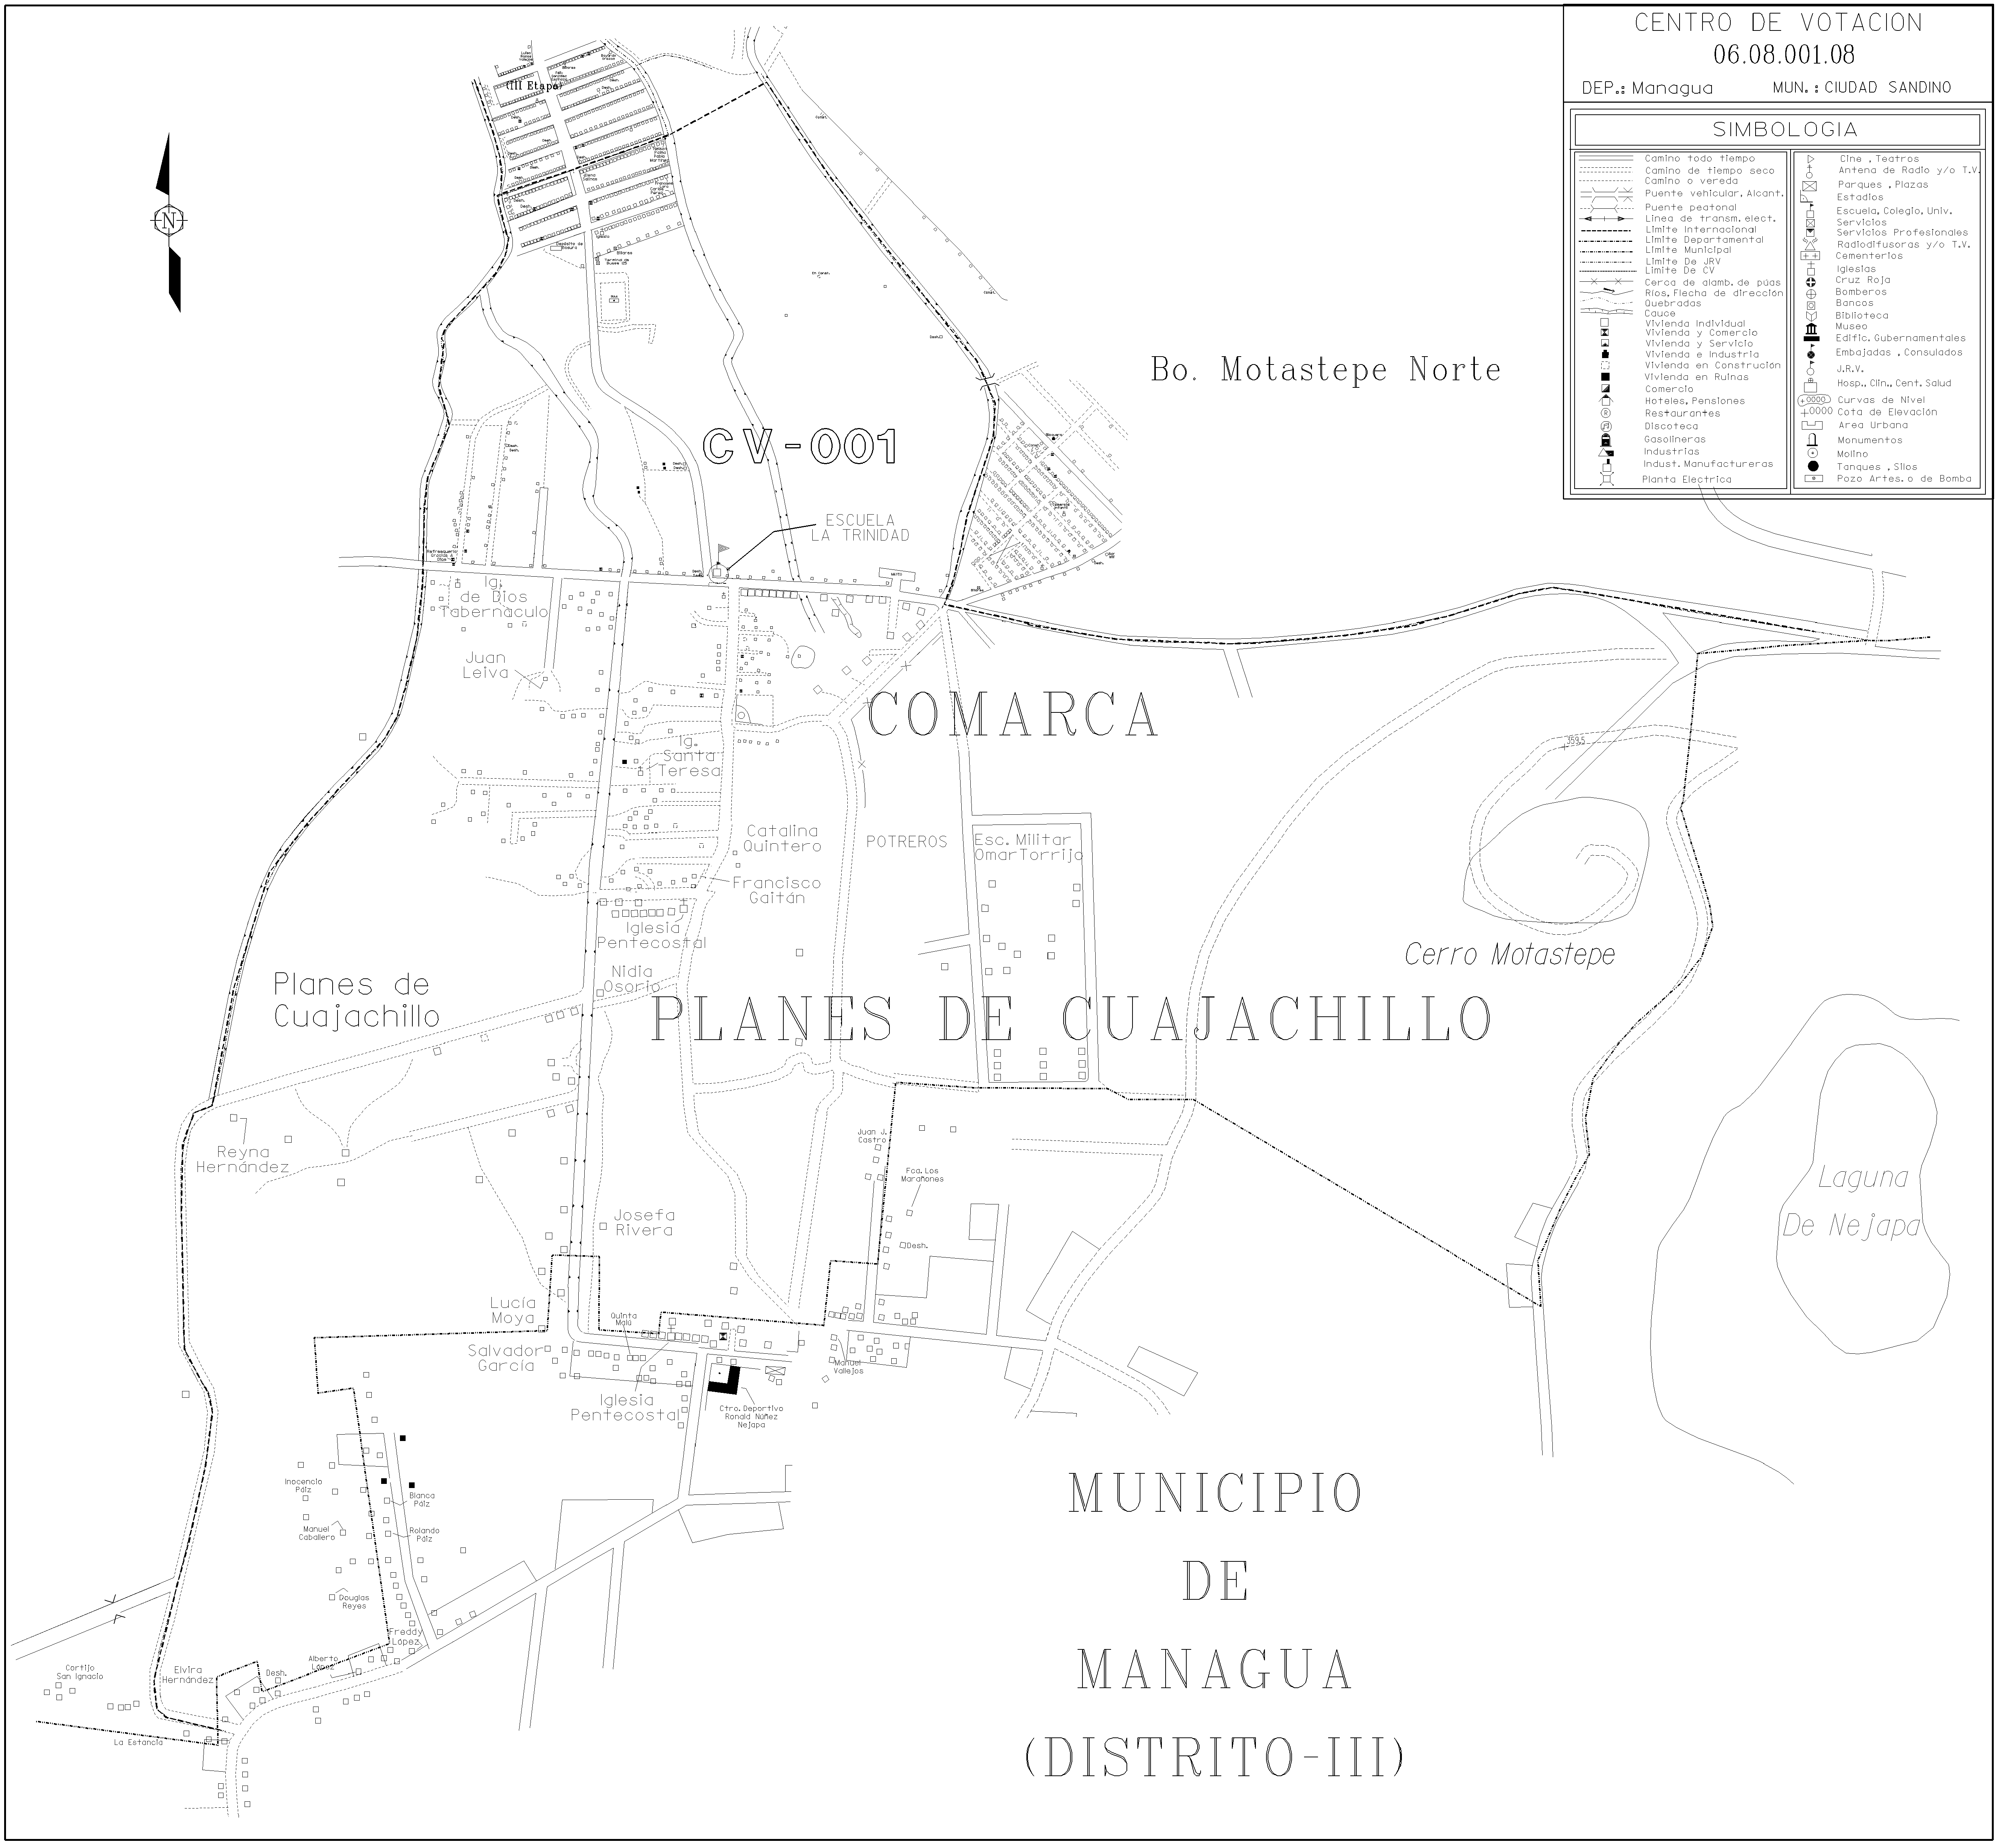 CENTRO DE VOTACION
06.08.001.08
DEP.: Managua
MUN. : CIUDAD SANDINO
SIMBOLOGIA
Camino todo tiempo
Camino de tiempo seco
Camino o vereda
Puente vehicular, Alcant.
Puente peatonal
Linea de transm. elect.
Limite Internacional
Limite Departamental
Limite Municipal
Limite De JRV
Limite De CV
Cerca de alamb. de púas
Rios, Flecha de dirección
Quebradas
Cauce
Vivienda Individual
Vivienda y Comercio
Vivienda y Servicio
Vivienda e Industria
Vivienda en Construción
Vivienda en Ruinas
Comercio
Hoteles, Pensiones
Restaurantes
Discoteca
Gasolineras
Industrias
Indust. Manufactureras
Planta Electrica
Cine , Teatros
Antena de Radio y/o T.V.
Parques , Plazas
Estadios
Escuela, Colegio, Univ.
Servicios
Servicios Profesionales
Radiodifusoras y/o T.V.
Cementerios
Iglesias
Cruz Roja
Bomberos
Bancos
Biblioteca
Museo
Edific. Gubernamentales
Embajadas , Consulados
J.R.V.
Hosp., Clin., Cent. Salud
Curvas de Nivel
+0000 Cota de Elevación
Area Urbana
Monumentos
Molino
Tanques , Silos
Pozo Artes. o de Bomba
(III Etapa)
N
Bo. Motastepe Norte
CV-001
ESCUELA
LA TRINIDAD
Ig.
de Dios
Tabernáculo
Juan
Leiva
COMARCA
Ig.
Santa
Teresa
359.5
Catalina
Quintero
POTREROS
Esc. Militar
OmarTorrijo
Francisco
Gaitán
Iglesia
Pentecostal
Cerro Motastepe
Nidia
Osorio
Planes de
Cuajachillo
PLANES DE CUAJACHILLO
Reyna
Hernández
Juan J.
Castro
Fca. Los
Marañones
Laguna
De Nejapa
Josefa
Rivera
Desh.
Lucía
Moya
Quinta
Malú
Salvador
García
Manuel
Vallejos
Iglesia
Pentecostal
Ctro. Deportivo
Ronald Núñez
Nejapa
Inocencio
Páiz
Blanca
Páiz
Manuel
Caballero
Rolando
Páiz
Douglas
Reyes
Freddy
López
Alberto
López
Desh.
Elvira
Hernández
Cortijo
San Ignacio
La Estancia
MUNICIPIO
DE
MANAGUA
(DISTRITO-III)